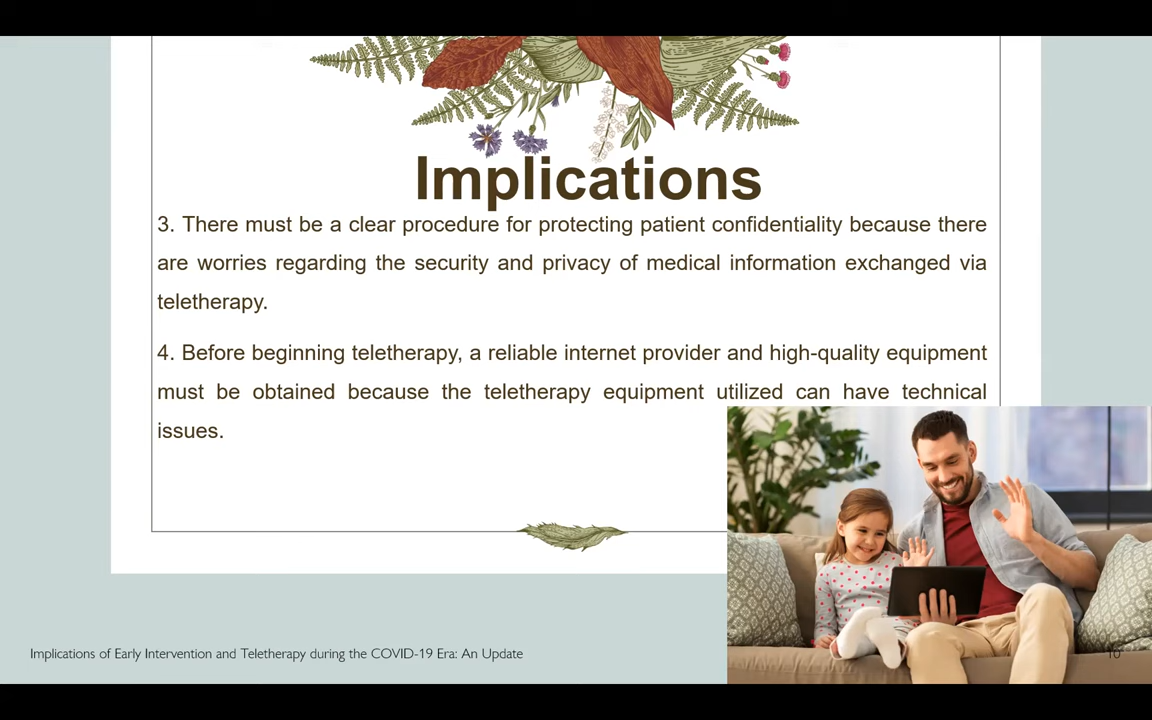 Implications
3. There must be a clear procedure for protecting patient confidentiality because there
are worries regarding the security and privacy of medical information exchanged via
teletherapy.
4. Before beginning teletherapy, a reliable internet provider and high-quality equipment
must be obtained because the teletherapy equipment utilized can have technical
issues.
Implications of Early Intervention and Teletherapy during the COVID-19 Era: An Update